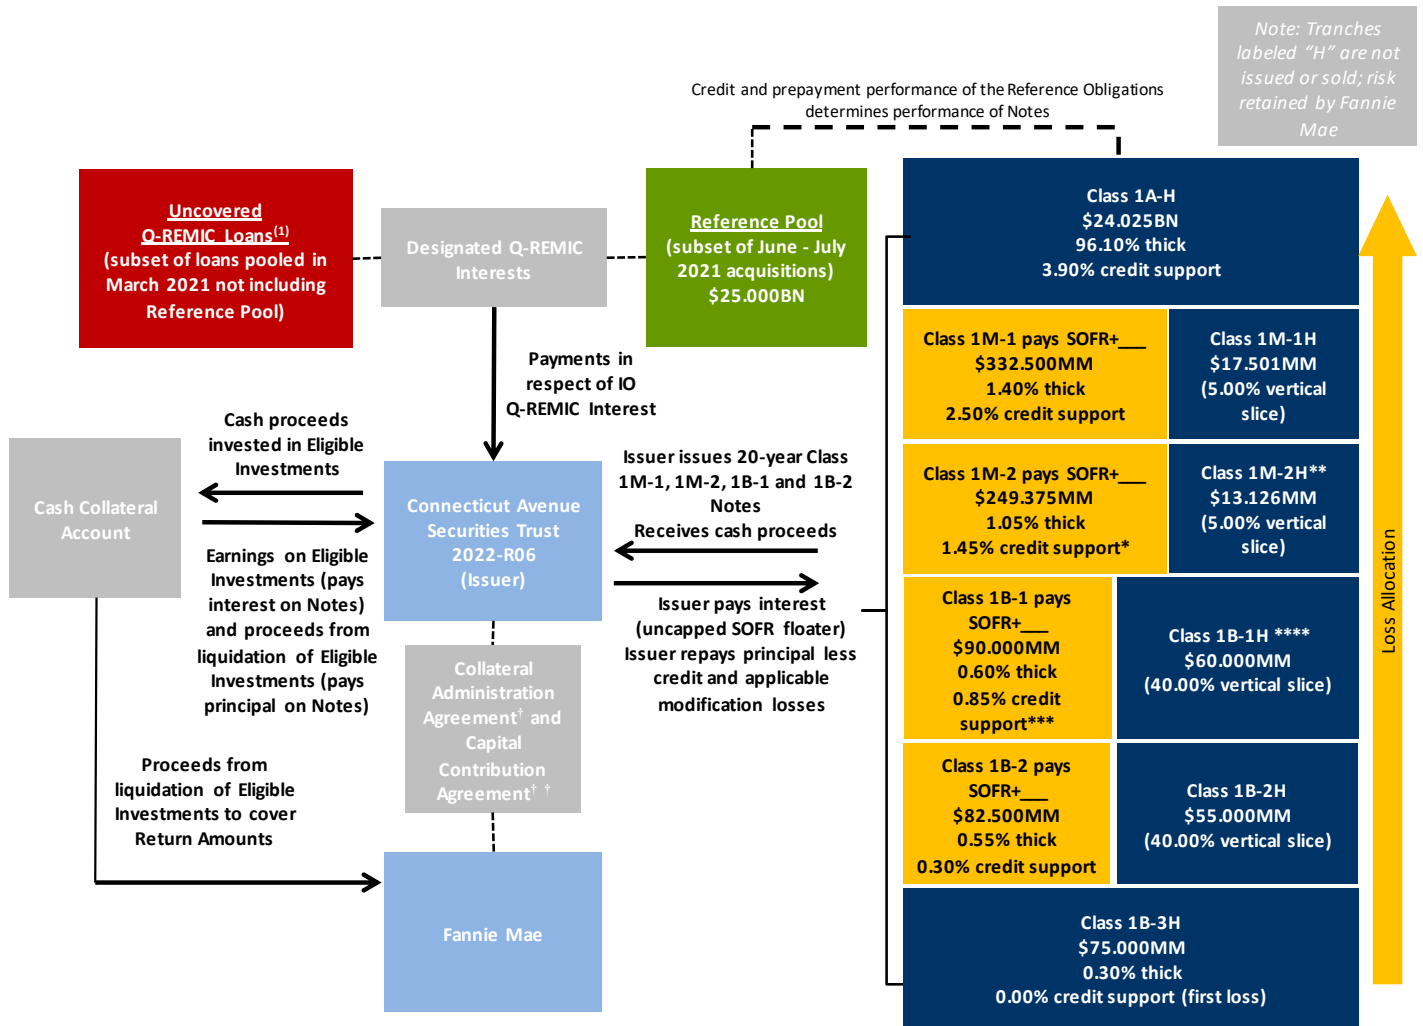 Note: Tranches
labeled “H” are not
issued or sold; risk
retained by Fannie
Mae
Credit and prepayment performance of the Reference Obligations
determines performance of Notes
Uncovered
Q-REMIC Loans(1)
(subset of loans pooled in
March 2021 not including
Reference Pool)
Designated Q-REMIC
Interests
Reference Pool
(subset of June - July
2021 acquisitions)
$25.000BN
Class 1A-H
$24.025BN
96.10% thick
3.90% credit support
Payments in
respect of IO
Q-REMIC Interest
Class 1M-1 pays SOFR+___
$332.500MM
1.40% thick
2.50% credit support
Class 1M-1H
$17.501MM
(5.00% vertical
slice)
Cash proceeds
invested in Eligible
Investments
Cash Collateral
Account
Connecticut Avenue
Securities Trust
2022-R06
(Issuer)
Issuer issues 20-year Class
1M-1, 1M-2, 1B-1 and 1B-2
Notes
Receives cash proceeds
Class 1M-2 pays SOFR+___
$249.375MM
1.05% thick
1.45% credit support*
Class 1M-2H**
$13.126MM
(5.00% vertical
slice)
Earnings on Eligible
Investments (pays
interest on Notes)
and proceeds from
liquidation of Eligible
Investments (pays
principal on Notes)
Issuer pays interest
(uncapped SOFR floater)
Issuer repays principal less
credit and applicable
modification losses
Class 1B-1 pays
SOFR+___
$90.000MM
0.60% thick
0.85% credit
support***
Class 1B-1H ****
$60.000MM
(40.00% vertical slice)
Loss Allocation
Collateral
Administration
Agreement† and
Capital
Contribution
Agreement† †
Proceeds from
liquidation of Eligible
Investments to cover
Return Amounts
Class 1B-2 pays
SOFR+___
$82.500MM
0.55% thick
0.30% credit support
Class 1B-2H
$55.000MM
(40.00% vertical slice)
Fannie Mae
Class 1B-3H
$75.000MM
0.30% thick
0.00% credit support (first loss)